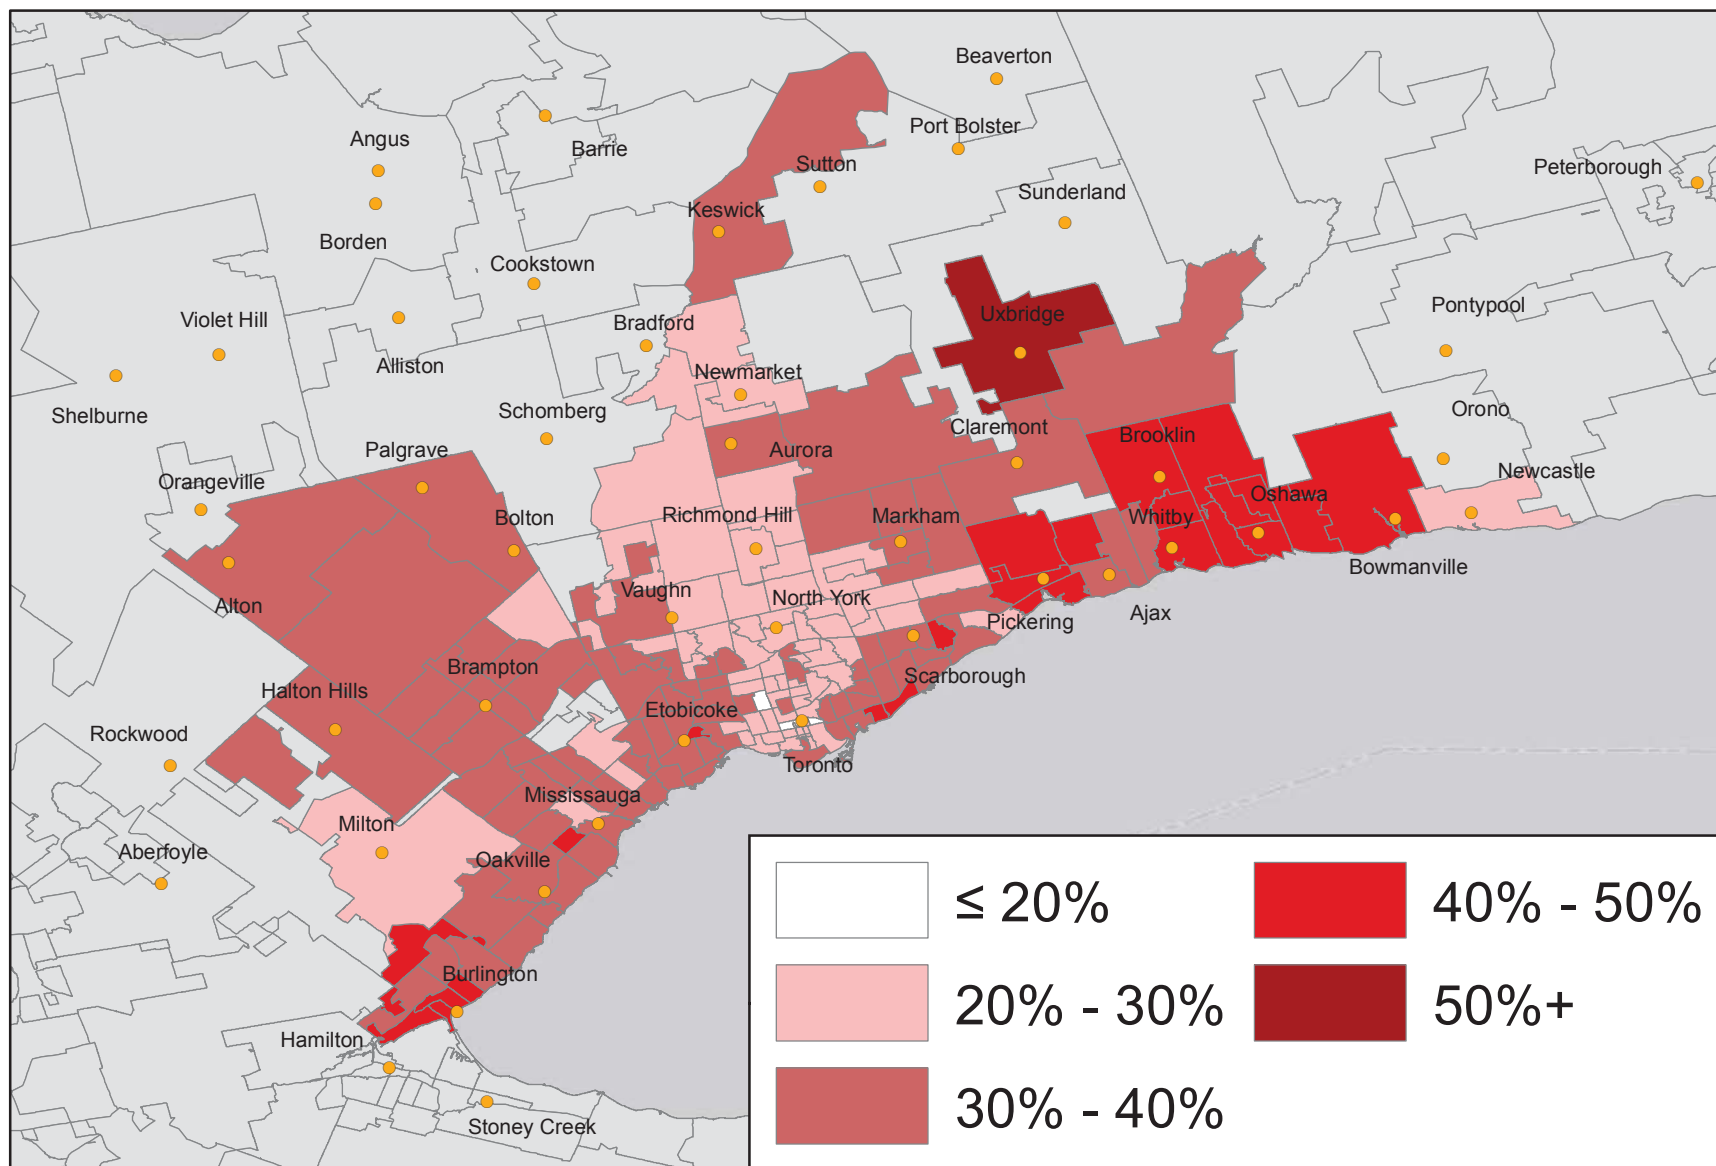 Beaverton
Port Bolster
Angus
Barrie
Sutton
Peterborough
Sunderland
Keswick
Borden
Cookstown
Pontypool
Uxbridge
Violet Hill
Bradford
Alliston
Newmarket
Shelburne
Schomberg
Orono
Claremont
Brooklin
Palgrave
Aurora
Newcastle
Orangeville
Oshawa
Bolton
Richmond Hill
Markham
Whitby
Bowmanville
Vaughn
North York
Alton
Ajax
Pickering
Brampton
Scarborough
Halton Hills
Etobicoke
Rockwood
Toronto
Mississauga
Milton
Aberfoyle
Oakville
Burlington
Hamilton
Stoney Creek
≤ 20%
20% - 30%
30% - 40%
40% - 50%
50%+